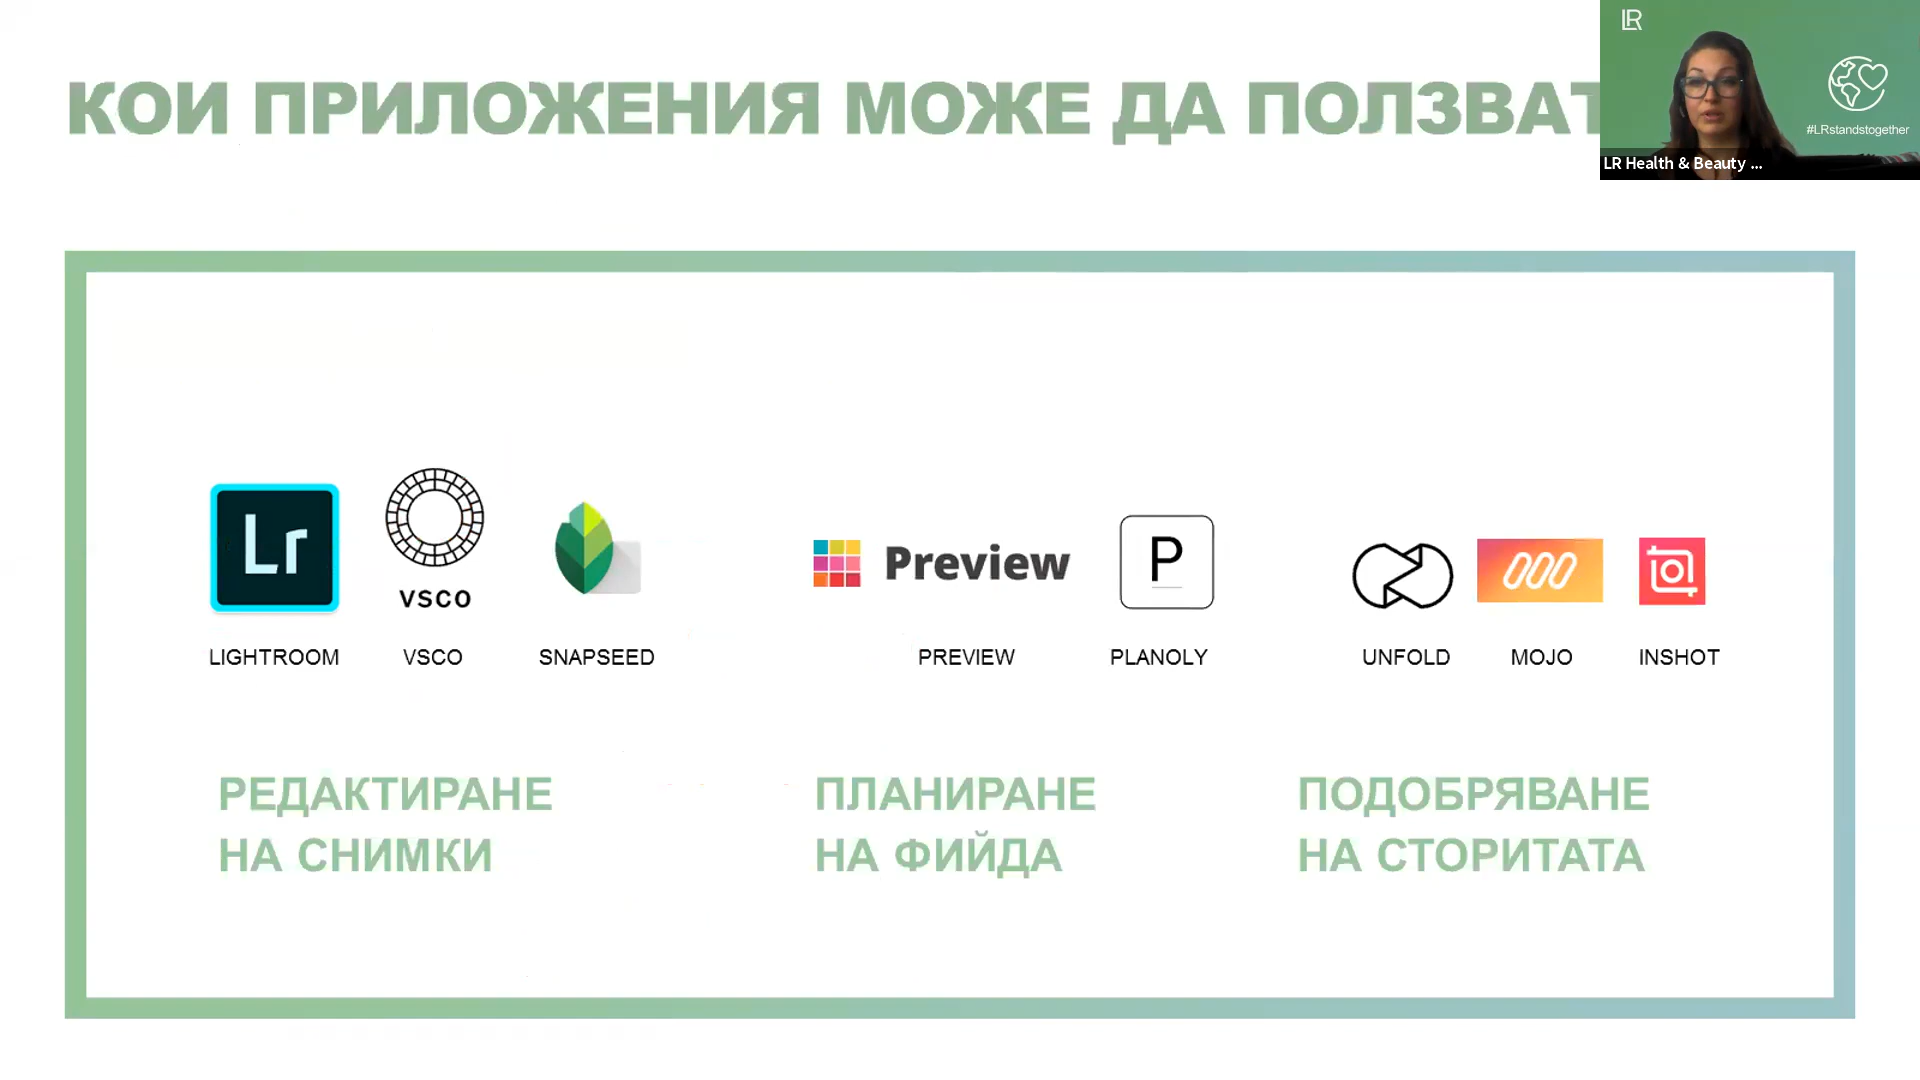 КОИ ПРИЛОЖЕНИЯ МОЖЕ ДА ПОЛЗВАТ
LR
#LRstandstogether
LR Health & Beauty ...
Lr
VSCO
Preview
P
LIGHTROOM
VSCO
SNAPSEED
PREVIEW
PLANOLY
UNFOLD
MOJO
INSHOT
РЕДАКТИРАНЕ
НА СНИМКИ
ПЛАНИРАНЕ
НА ФИЙДА
ПОДОБРЯВАНЕ
НА СТОРИТАТА